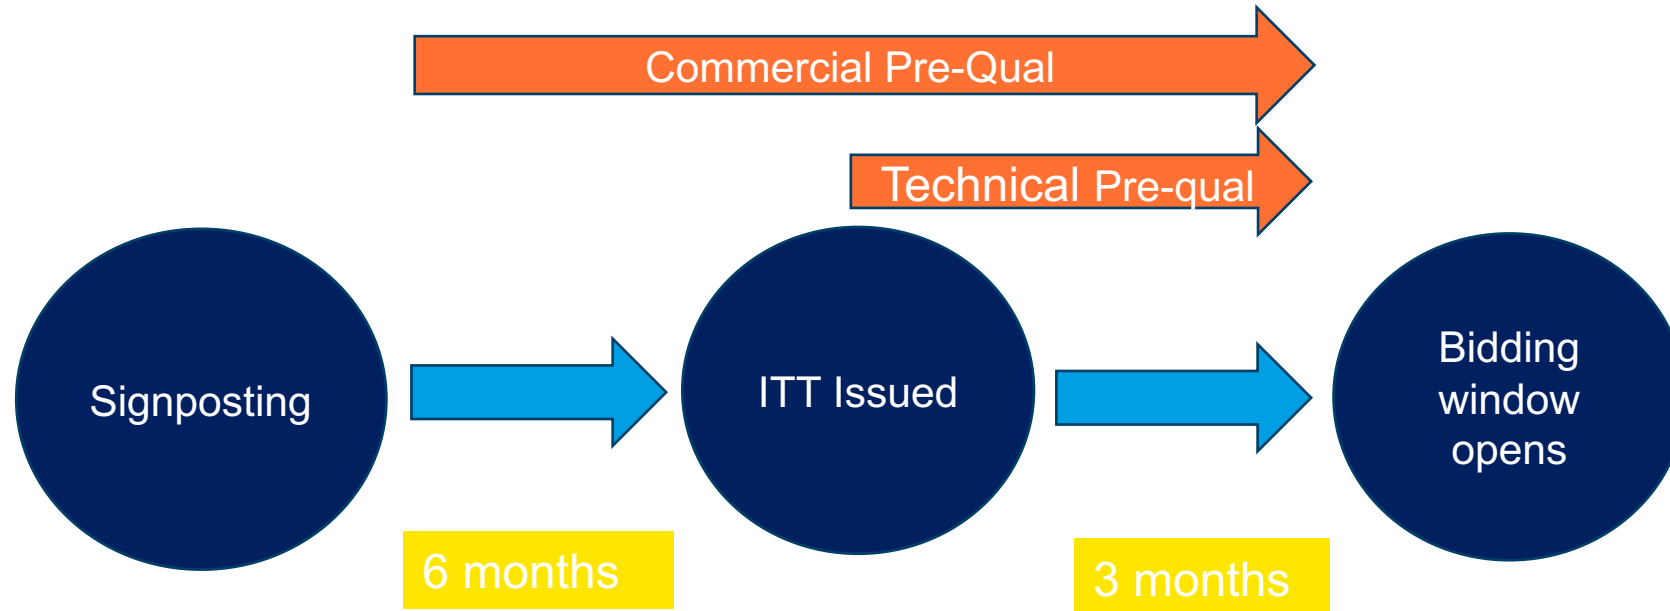 Commercial Pre-Qual
Technical Pre-qual
Signposting
ITT Issued
Bidding
window
opens
6 months
3 months